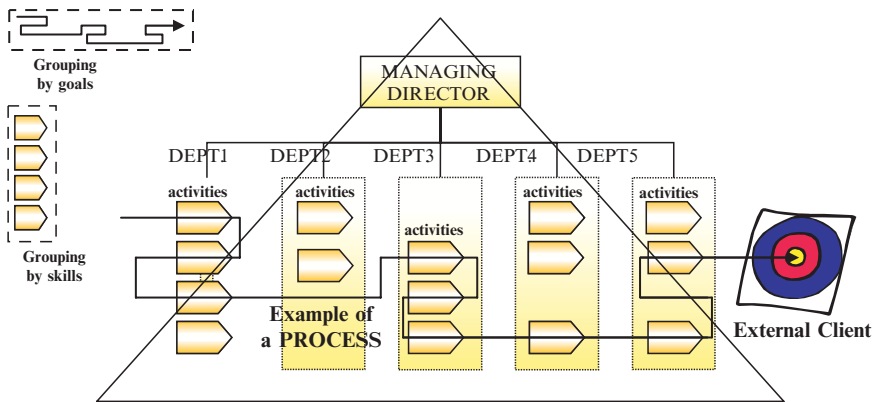 Grouping
by goals
MANAGING
DIRECTOR
DEPT1 DEPT2 DEPT3 DEPT4 DEPT5
activities activities activities activities
activities
Grouping
by skills
Example of
a PROCESS
External Client